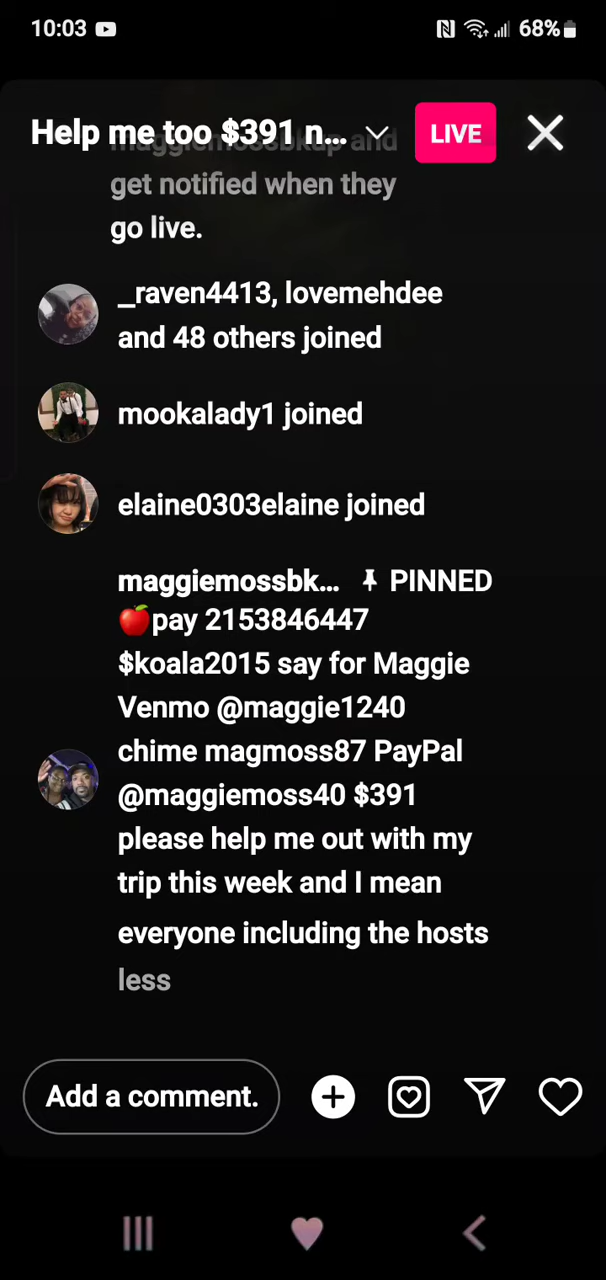 10:03 68%
Help me too $391 n... LIVE
maggiemossbkup and
get notified when they
go live.
_raven4413, lovemehdee
and 48 others joined
mookalady1 joined
elaine0303elaine joined
maggiemossbk... PINNED
🍎pay 2153846447
$koala2015 say for Maggie
Venmo @maggie1240
chime magmoss87 PayPal
@maggiemoss40 $391
please help me out with my
trip this week and I mean
everyone including the hosts
less
Add a comment.